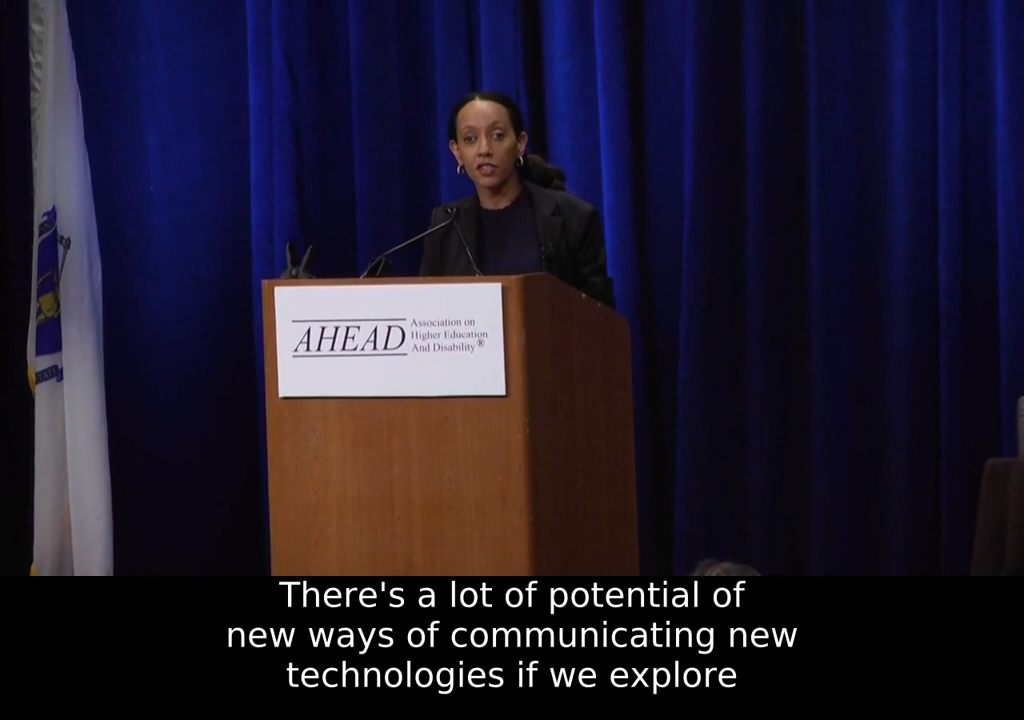 AHEAD
Association on
Higher Education
And Disability®
There's a lot of potential of
new ways of communicating new
technologies if we explore